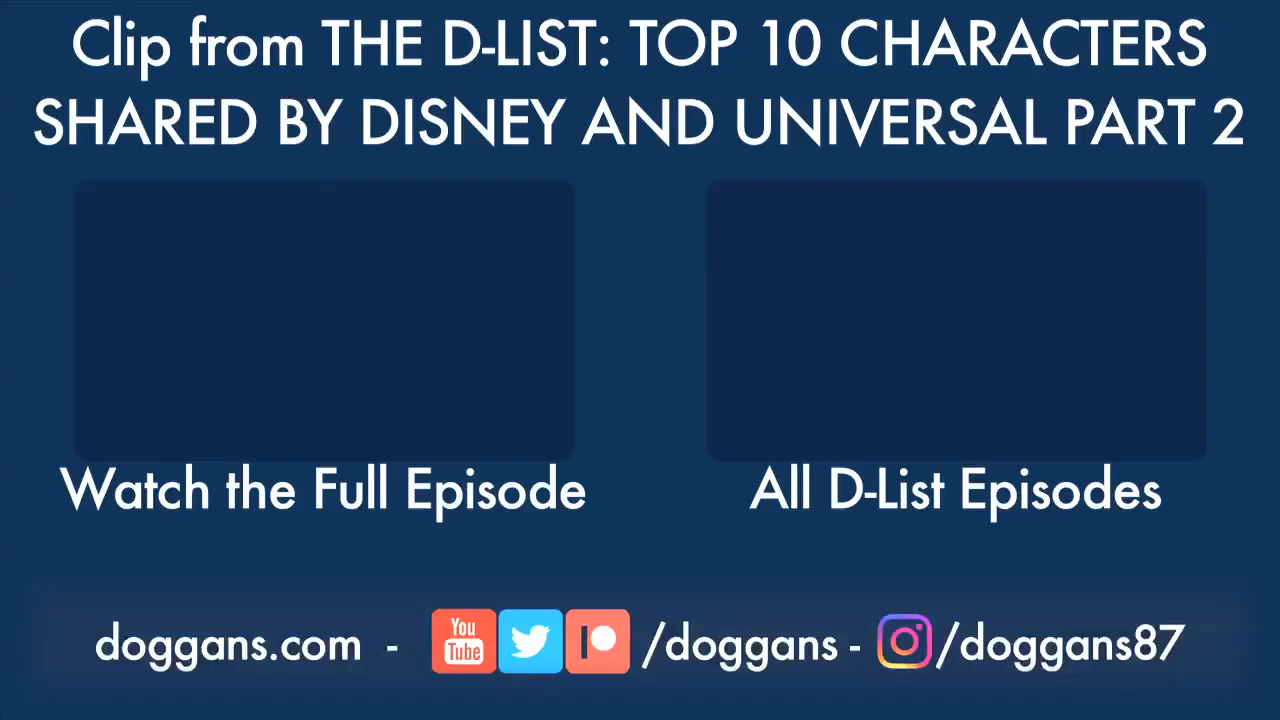 Clip from THE D-LIST: TOP 10 CHARACTERS
SHARED BY DISNEY AND UNIVERSAL PART 2
Watch the Full Episode
All D-List Episodes
doggans.com - You Tube /doggans - /doggans87